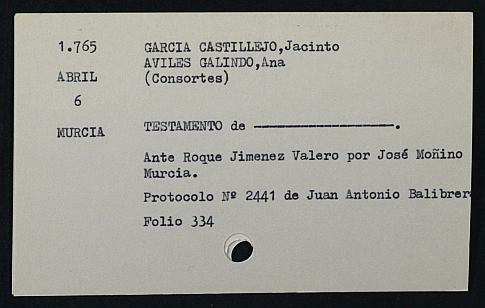 1.765
GARCIA CASTILLEJO,Jacinto
AVILES GALINDO,Ana
ABRIL
(Consortes)
6
MURCIA
TESTAMENTO de ————————.
Ante Roque Jimenez Valero por José Moñino
Murcia.
Protocolo Nº 2441 de Juan Antonio Balibrer
Folio 334